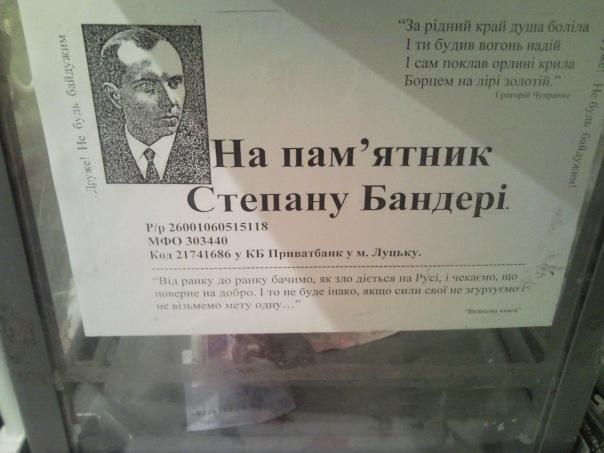 Друже! Не будь байдужим
"За рідний край душа боліла
І ти будив вогонь надій
І сам поклав орлині крила
Борцем на лірі золотій."
Григорій Чупринка
Не будь байдужим!
На пам'ятник
Степану Бандері.
Р/р 26001060515118
МФО 303440
Код 21741686 у КБ Приватбанк у м. Луцьку.
"Від ранку до ранку бачимо, як зло діється на Русі, і чекаємо, що
поверне на добро. І то не буде інако, якщо сили свої не згуртуємо і
не візьмемо мету одну…"
"Велесова книга"